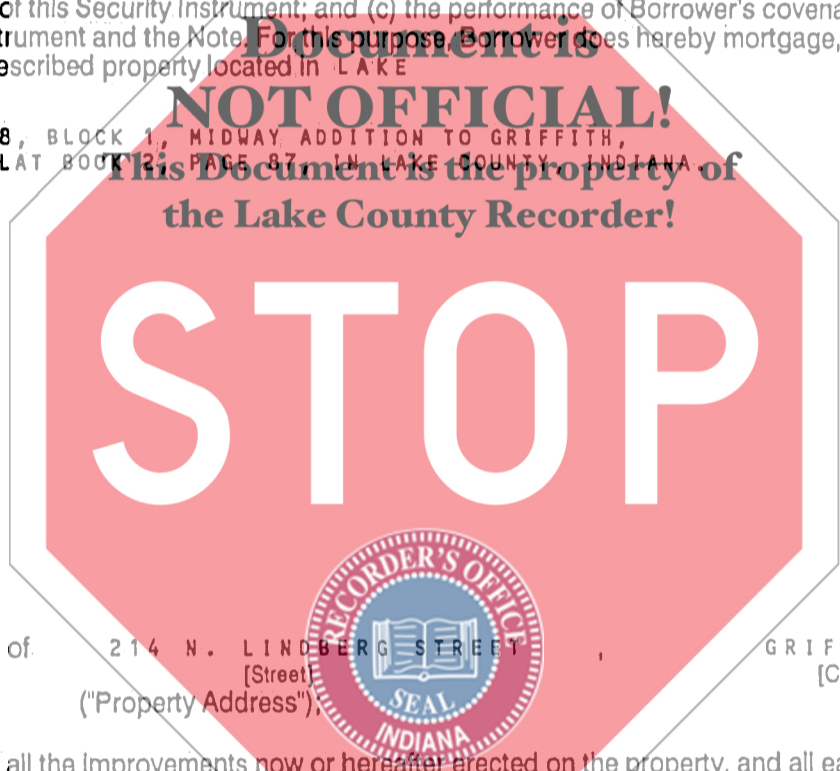 of this Security Instrument; and (c) the performance of Borrower's covena
trument and the Note. For this purpose, Borrower does hereby mortgage,
Document is
escribed property located in LAKE
NOT OFFICIAL!
8, BLOCK 1, MIDWAY ADDITION TO GRIFFITH,
LAT BOOK 2, PAGE 87, IN LAKE COUNTY, INDIANA.
This Document is the property of
the Lake County Recorder!
STOP
RECORDER'S OFFICE
of 214 N. LINDBERG STREET , GRIF
[Street] [C
SEAL
("Property Address");
INDIANA
all the improvements now or hereafter erected on the property, and all ea